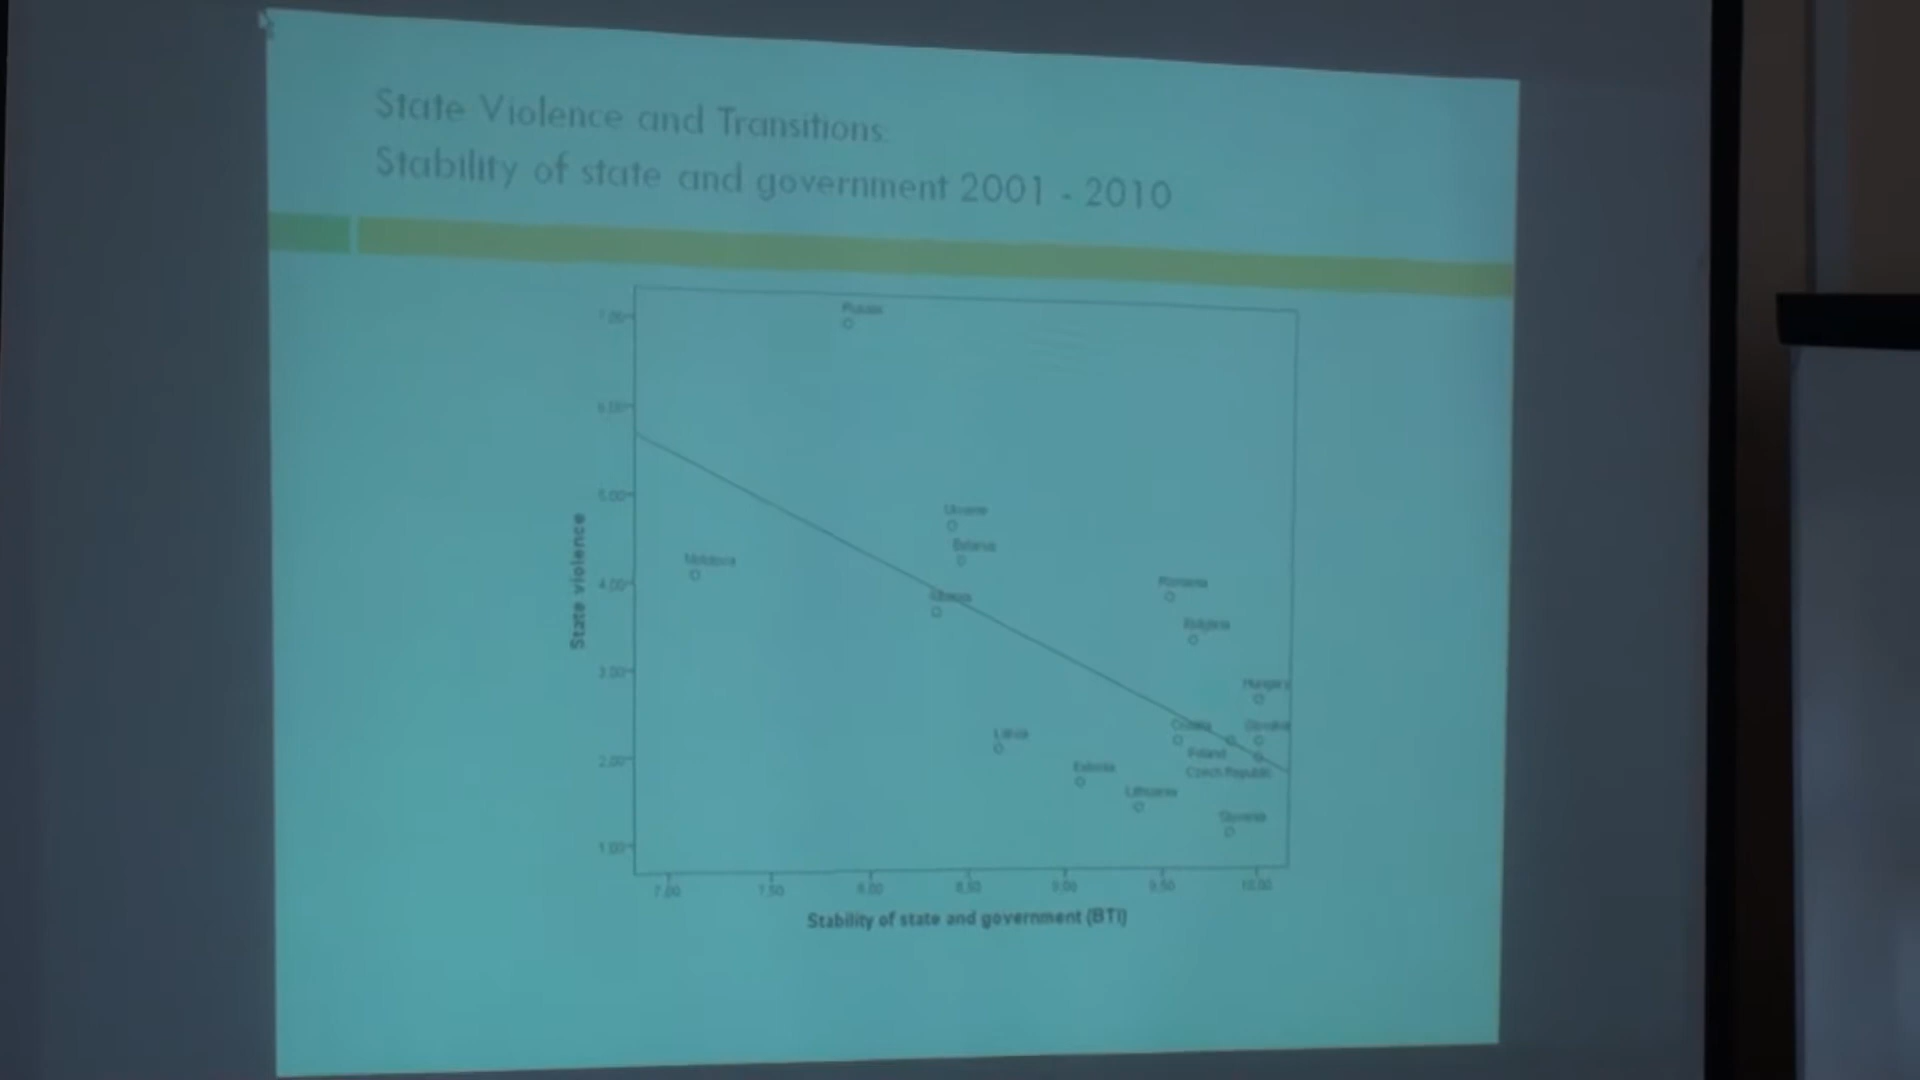 State Violence and Transitions:
Stability of state and government 2001 - 2010
7,00
Russia
6,00
5,00
Ukraine
Belarus
Moldova
4,00
Albania
Romania
Bulgaria
State violence
3,00
Hungary
Croatia
Slovakia
Latvia
Poland
2,00
Estonia
Czech Republic
Lithuania
Slovenia
1,00
7,00 7,50 8,00 8,50 9,00 9,50 10,00
Stability of state and government (BTI)